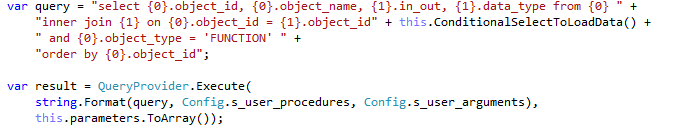 var query = "select {0}.object_id, {0}.object_name, {1}.in_out, {1}.data_type from {0} " +
"inner join {1} on {0}.object_id = {1}.object_id" + this.ConditionalSelectToLoadData() +
" and {0}.object_type = 'FUNCTION' " +
"order by {0}.object_id";
var result = QueryProvider.Execute(
string.Format(query, Config.s_user_procedures, Config.s_user_arguments),
this.parameters.ToArray());